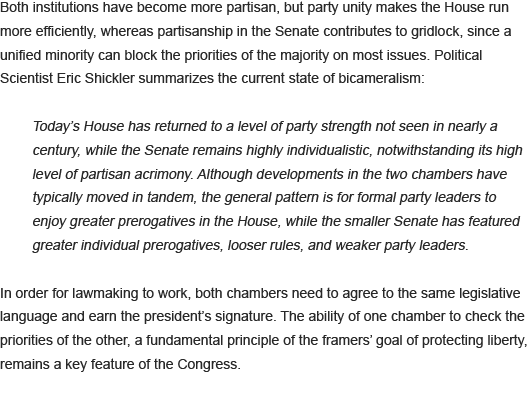 Both institutions have become more partisan, but party unity makes the House run
more efficiently, whereas partisanship in the Senate contributes to gridlock, since a
unified minority can block the priorities of the majority on most issues. Political
Scientist Eric Shickler summarizes the current state of bicameralism:
Today’s House has returned to a level of party strength not seen in nearly a
century, while the Senate remains highly individualistic, notwithstanding its high
level of partisan acrimony. Although developments in the two chambers have
typically moved in tandem, the general pattern is for formal party leaders to
enjoy greater prerogatives in the House, while the smaller Senate has featured
greater individual prerogatives, looser rules, and weaker party leaders.
In order for lawmaking to work, both chambers need to agree to the same legislative
language and earn the president’s signature. The ability of one chamber to check the
priorities of the other, a fundamental principle of the framers’ goal of protecting liberty,
remains a key feature of the Congress.